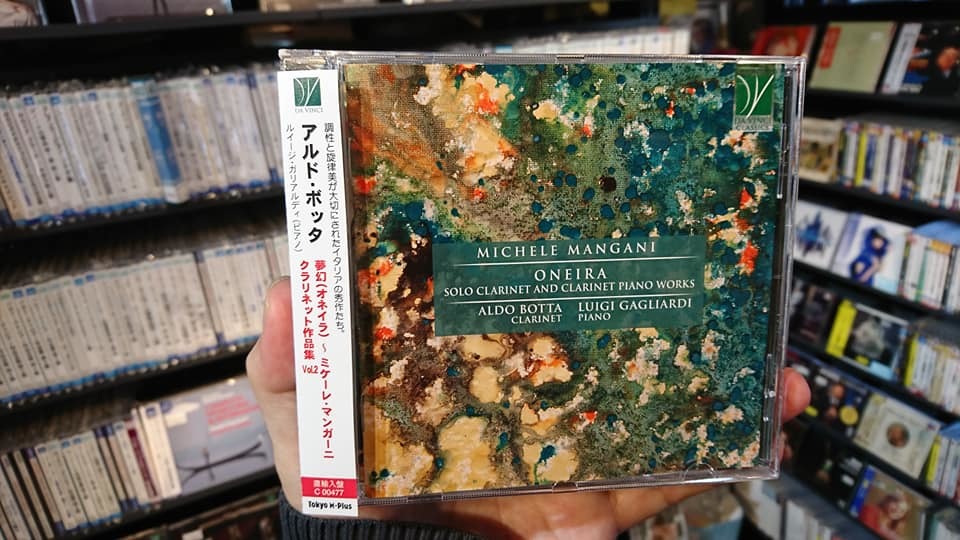 DA VINCI
調性と旋律美が大切にされたイタリアの秀作たち。
アルド・ボッタ
ルイージ・ガリアルディ(ピアノ)
夢幻(オネイラ) ~ ミケーレ・マンガーニ
クラリネット作品集 Vol.2
直輸入盤
C 00477
Tokyo M-Plus
DA VINCI
CLASSICS
MICHELE MANGANI
ONEIRA
SOLO CLARINET AND CLARINET PIANO WORKS
ALDO BOTTA LUIGI GAGLIARDI
CLARINET PIANO